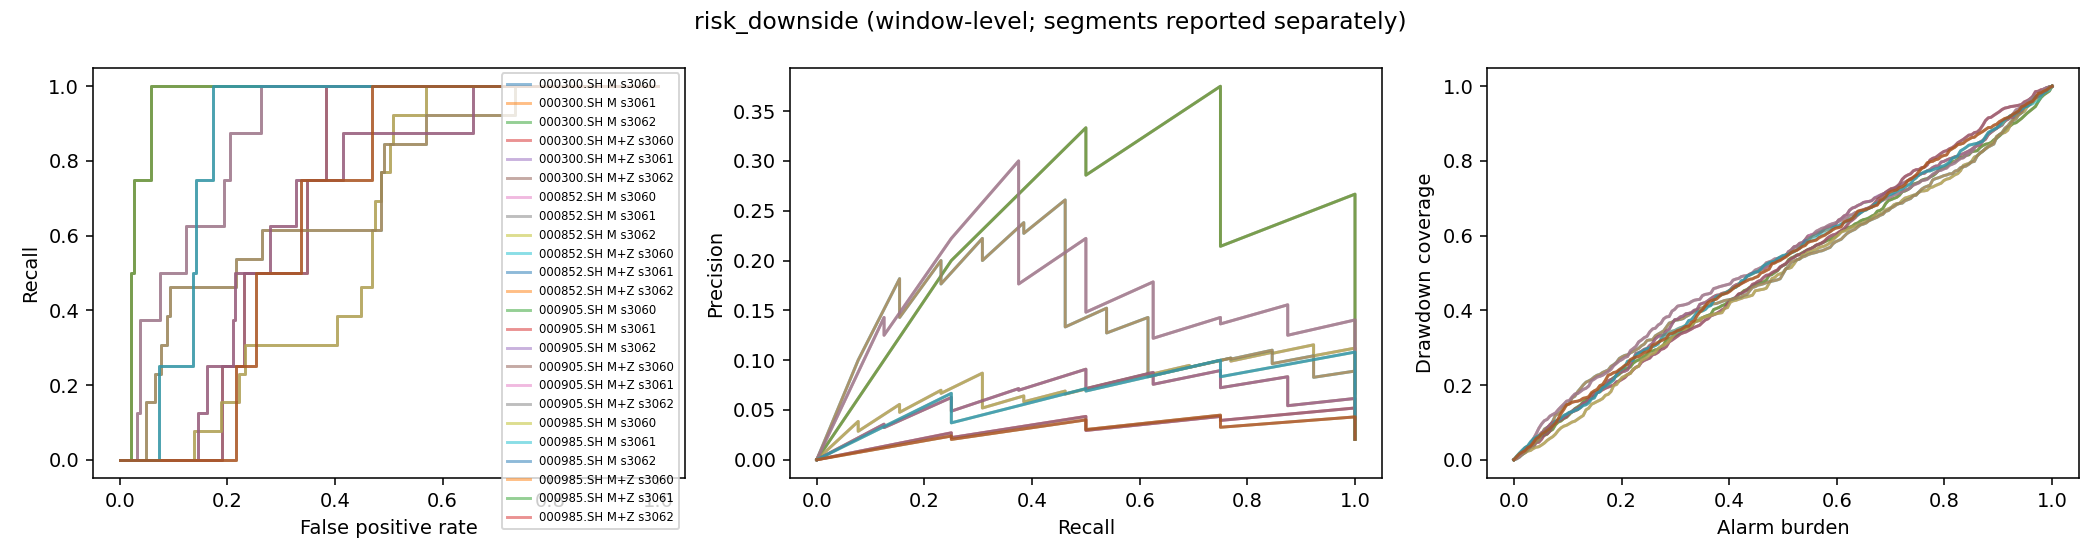 risk_downside (window-level; segments reported separately)
1.0
0.8
0.6
0.4
0.2
0.0
Recall
0.0
0.2
0.4
0.6
0.8
1.0
False positive rate
000300.SH M s3060
000300.SH M s3061
000300.SH M s3062
000300.SH M+Z s3060
000300.SH M+Z s3061
000300.SH M+Z s3062
000852.SH M s3060
000852.SH M s3061
000852.SH M s3062
000852.SH M+Z s3060
000852.SH M+Z s3061
000852.SH M+Z s3062
000905.SH M s3060
000905.SH M s3061
000905.SH M s3062
000905.SH M+Z s3060
000905.SH M+Z s3061
000905.SH M+Z s3062
000985.SH M s3060
000985.SH M s3061
000985.SH M s3062
000985.SH M+Z s3060
000985.SH M+Z s3061
000985.SH M+Z s3062
0.35
0.30
0.25
0.20
0.15
0.10
0.05
0.00
Precision
0.0
0.2
0.4
0.6
0.8
1.0
Recall
1.0
0.8
0.6
0.4
0.2
0.0
Drawdown coverage
0.0
0.2
0.4
0.6
0.8
1.0
Alarm burden